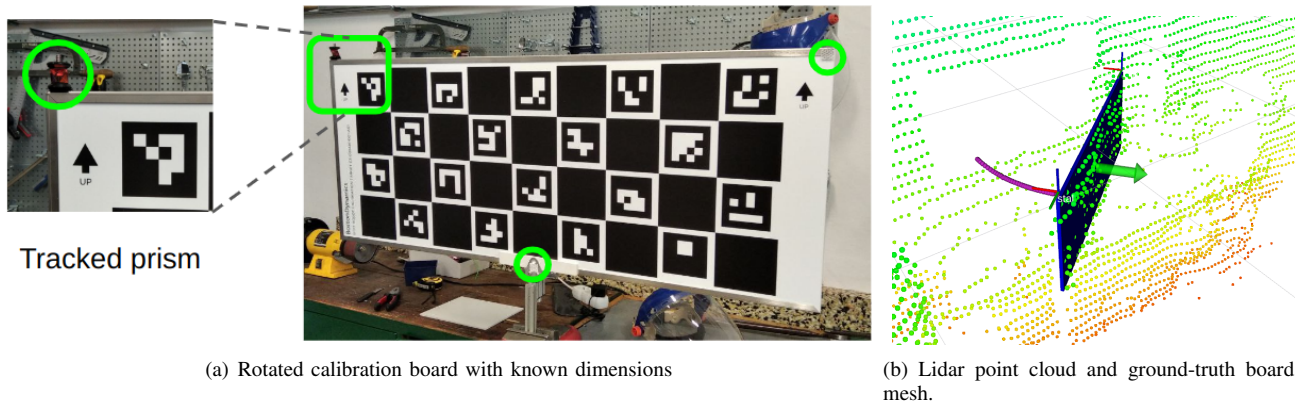 UP
UP
UP
Tracked prism
stat
(a) Rotated calibration board with known dimensions
(b) Lidar point cloud and ground-truth board
mesh.